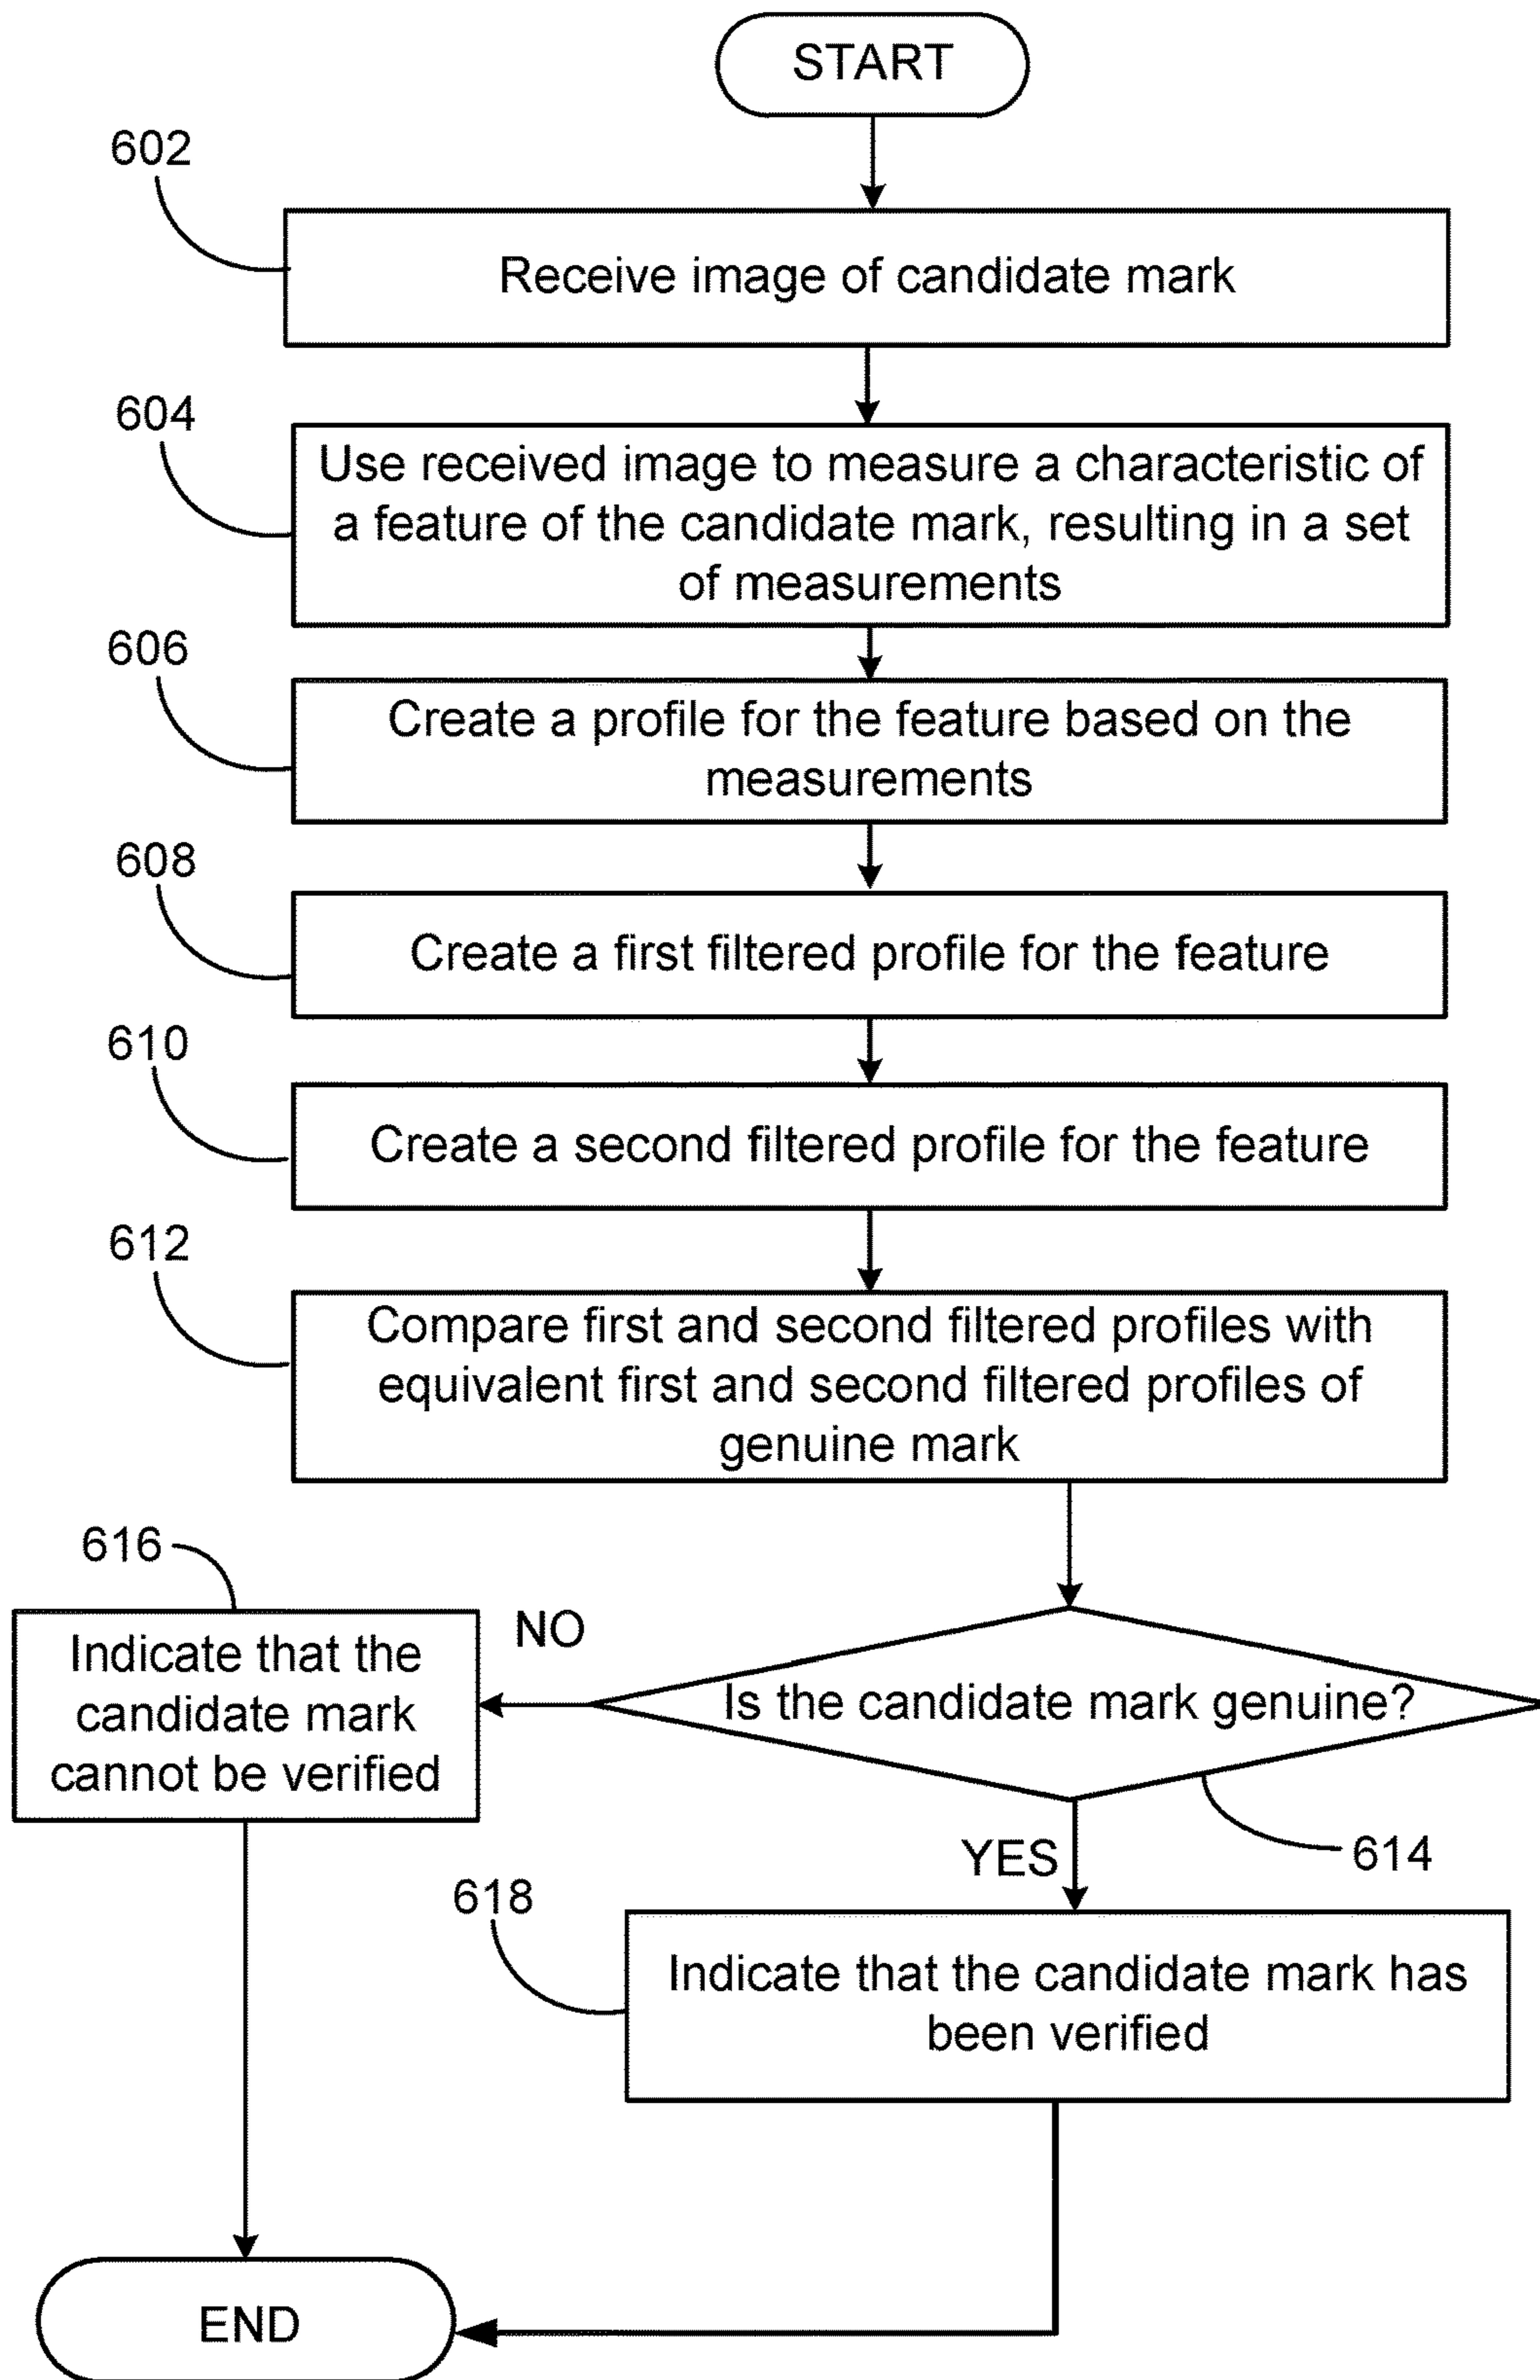 START
602
Receive image of candidate mark
604
Use received image to measure a characteristic of
a feature of the candidate mark, resulting in a set
of measurements
606
Create a profile for the feature based on the
measurements
608
Create a first filtered profile for the feature
610
Create a second filtered profile for the feature
612
Compare first and second filtered profiles with
equivalent first and second filtered profiles of
genuine mark
616
Indicate that the
candidate mark
cannot be verified
NO
Is the candidate mark genuine?
YES
614
618
Indicate that the candidate mark has
been verified
END